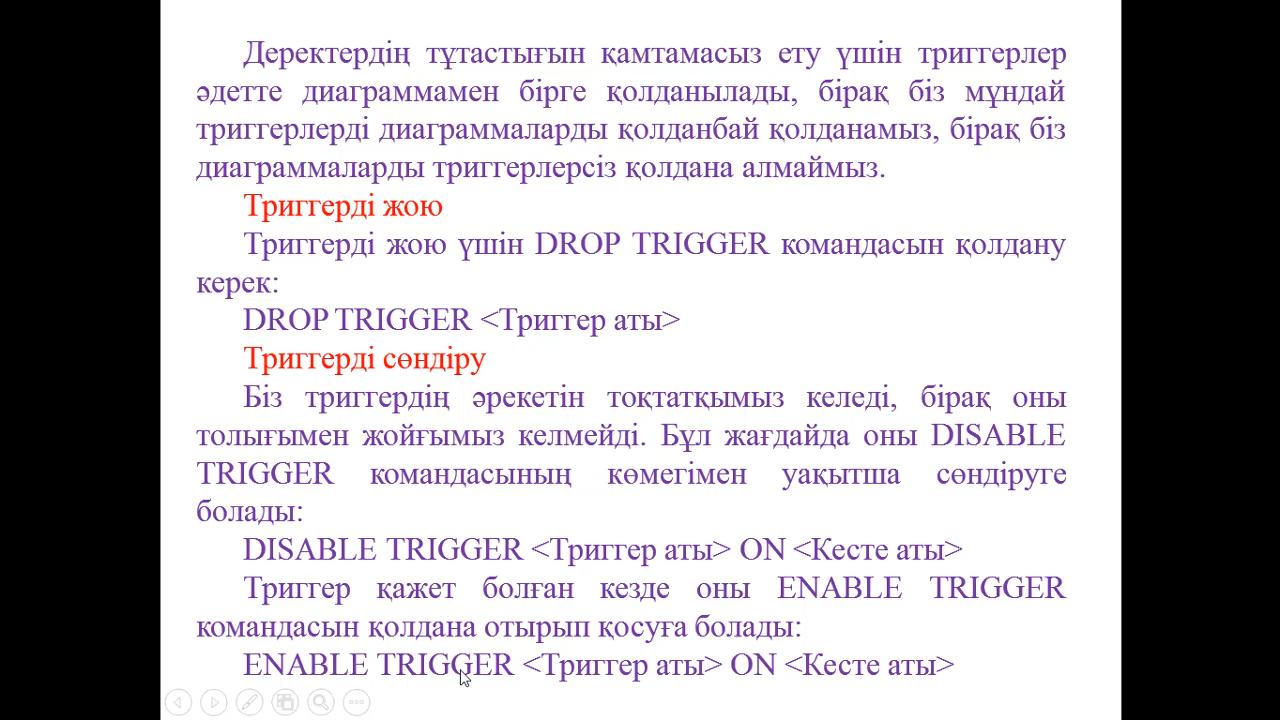 Деректердің тұтастығын қамтамасыз ету үшін триггерлер
әдетте диаграммамен бірге қолданылады, бірақ біз мұндай
триггерлерді диаграммаларды қолданбай қолданамыз, бірақ біз
диаграммаларды триггерлерсіз қолдана алмаймыз.
Триггерді жою
Триггерді жою үшін DROP TRIGGER командасын қолдану
керек:
DROP TRIGGER <Триггер аты>
Триггерді сөндіру
Біз триггердің әрекетін тоқтатқымыз келеді, бірақ оны
толығымен жойғымыз келмейді. Бұл жағдайда оны DISABLE
TRIGGER командасының көмегімен уақытша сөндіруге
болады:
DISABLE TRIGGER <Триггер аты> ON <Кесте аты>
Триггер қажет болған кезде оны ENABLE TRIGGER
командасын қолдана отырып қосуға болады:
ENABLE TRIGGER <Триггер аты> ON <Кесте аты>